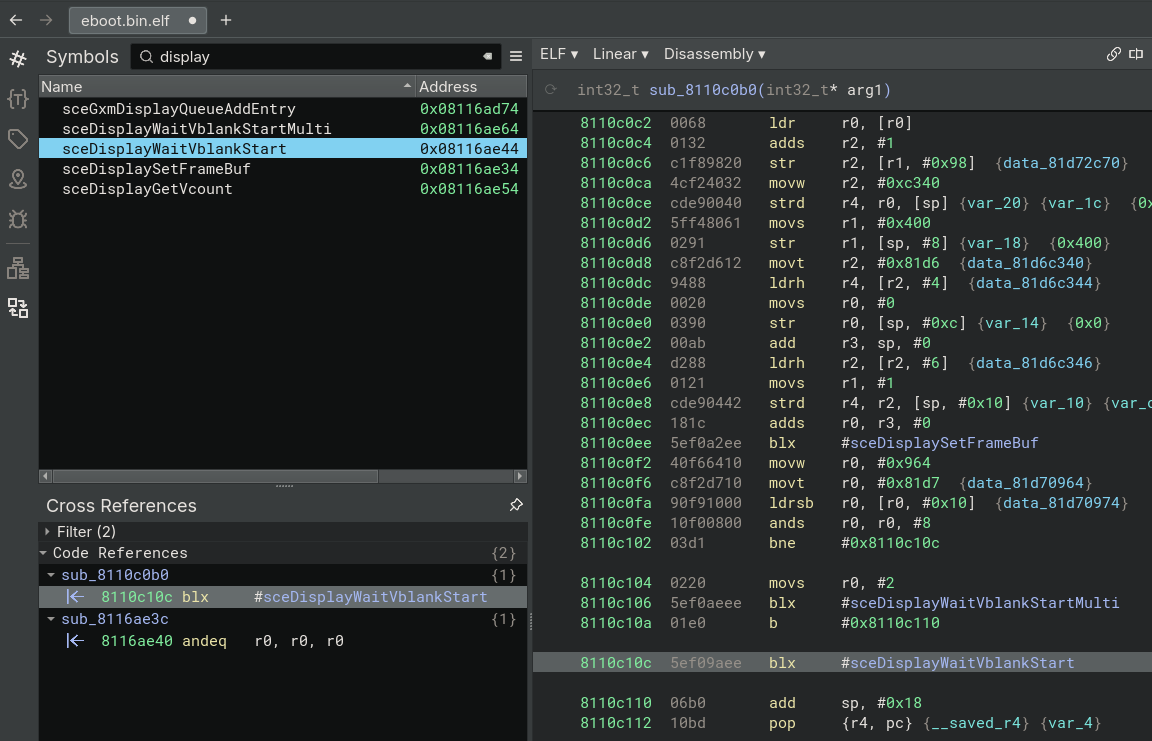 eboot.bin.elf
Symbols
display
Name Address
sceGxmDisplayQueueAddEntry 0x08116ad74
sceDisplayWaitVblankStartMulti 0x08116ae64
sceDisplayWaitVblankStart 0x08116ae44
sceDisplaySetFrameBuf 0x08116ae34
sceDisplayGetVcount 0x08116ae54
Cross References
Filter (2)
Code References {2}
sub_8110c0b0 {1}
8110c10c blx #sceDisplayWaitVblankStart
sub_8116ae3c {1}
8116ae40 andeq r0, r0, r0
ELF ▾ Linear ▾ Disassembly ▾
int32_t sub_8110c0b0(int32_t* arg1)
8110c0c2 0068 ldr r0, [r0]
8110c0c4 0132 adds r2, #1
8110c0c6 c1f89820 str r2, [r1, #0x98] {data_81d72c70}
8110c0ca 4cf24032 movw r2, #0xc340
8110c0ce cde90040 strd r4, r0, [sp] {var_20} {var_1c} {0x
8110c0d2 5ff48061 movs r1, #0x400
8110c0d6 0291 str r1, [sp, #8] {var_18} {0x400}
8110c0d8 c8f2d612 movt r2, #0x81d6 {data_81d6c340}
8110c0dc 9488 ldrh r4, [r2, #4] {data_81d6c344}
8110c0de 0020 movs r0, #0
8110c0e0 0390 str r0, [sp, #0xc] {var_14} {0x0}
8110c0e2 00ab add r3, sp, #0
8110c0e4 d288 ldrh r2, [r2, #6] {data_81d6c346}
8110c0e6 0121 movs r1, #1
8110c0e8 cde90442 strd r4, r2, [sp, #0x10] {var_10} {var_c
8110c0ec 181c adds r0, r3, #0
8110c0ee 5ef0a2ee blx #sceDisplaySetFrameBuf
8110c0f2 40f66410 movw r0, #0x964
8110c0f6 c8f2d710 movt r0, #0x81d7 {data_81d70964}
8110c0fa 90f91000 ldrsb r0, [r0, #0x10] {data_81d70974}
8110c0fe 10f00800 ands r0, r0, #8
8110c102 03d1 bne #0x8110c10c
8110c104 0220 movs r0, #2
8110c106 5ef0aeee blx #sceDisplayWaitVblankStartMulti
8110c10a 01e0 b #0x8110c110
8110c10c 5ef09aee blx #sceDisplayWaitVblankStart
8110c110 06b0 add sp, #0x18
8110c112 10bd pop {r4, pc} {__saved_r4} {var_4}